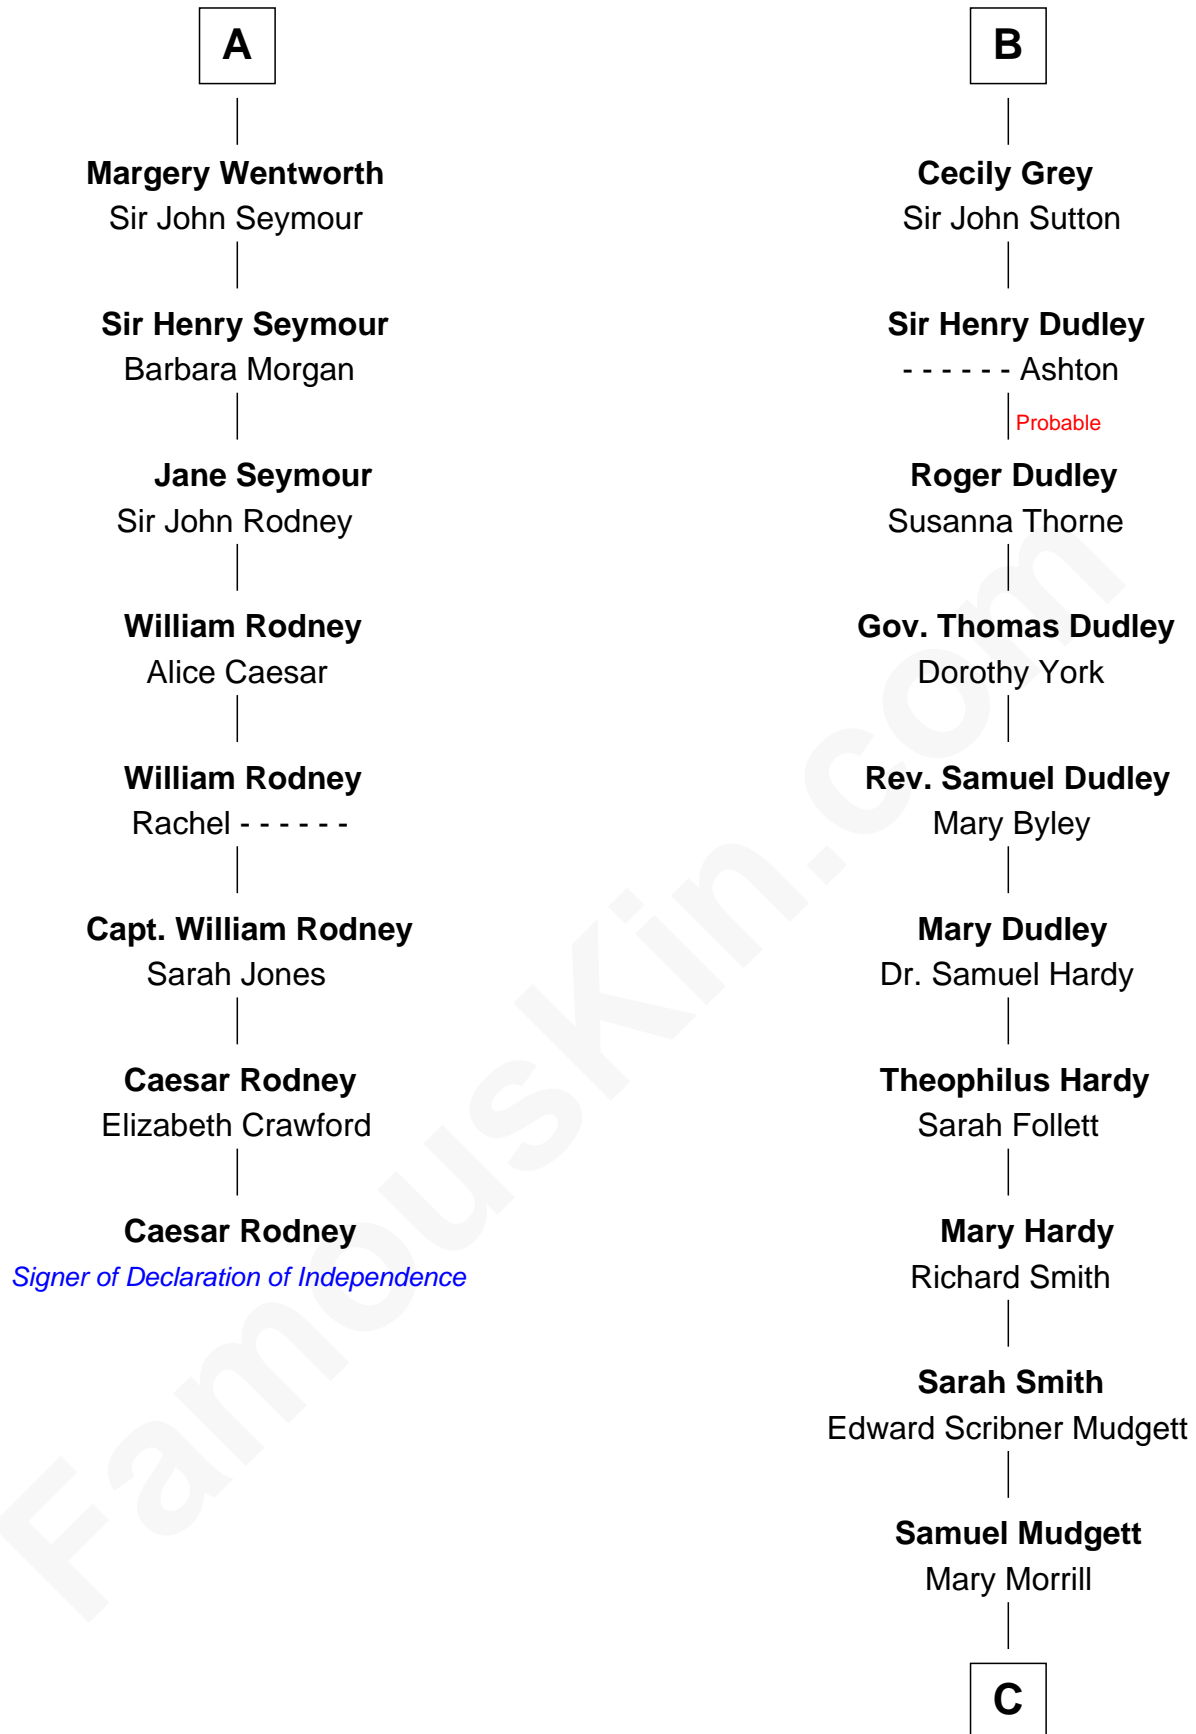 A
Margery Wentworth
Sir John Seymour
Sir Henry Seymour
Barbara Morgan
Jane Seymour
Sir John Rodney
William Rodney
Alice Caesar
William Rodney
Rachel - - - - - -
Capt. William Rodney
Sarah Jones
Caesar Rodney
Elizabeth Crawford
Caesar Rodney
Signer of Declaration of Independence
B
Cecily Grey
Sir John Sutton
Sir Henry Dudley
- - - - - - Ashton
Probable
Roger Dudley
Susanna Thorne
Gov. Thomas Dudley
Dorothy York
Rev. Samuel Dudley
Mary Byley
Mary Dudley
Dr. Samuel Hardy
Theophilus Hardy
Sarah Follett
Mary Hardy
Richard Smith
Sarah Smith
Edward Scribner Mudgett
Samuel Mudgett
Mary Morrill
C
FamousKin.com